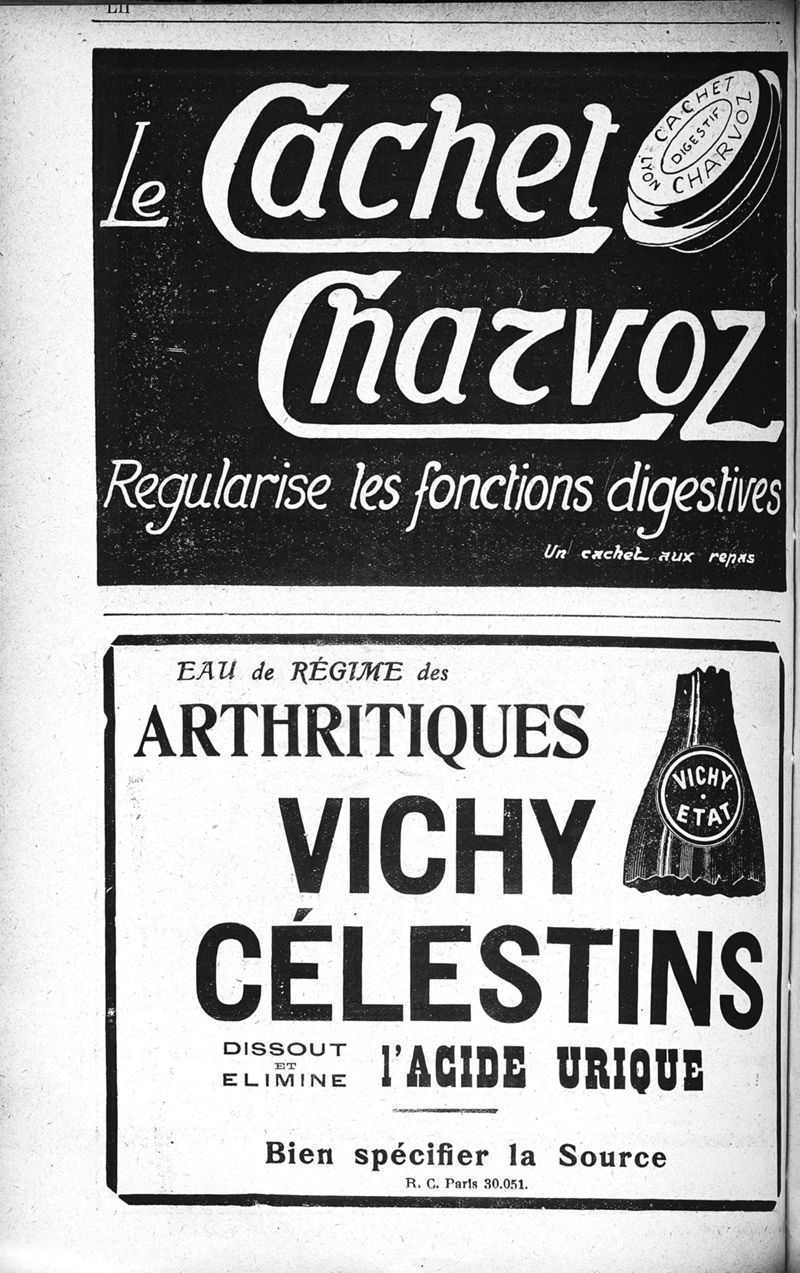 LII
Le Cachet
CACHET
DIGESTIF
CHARVOZ
LYON
Charvoz
Regularise les fonctions digestives
Un cachet aux repas
EAU de RÉGIME des
ARTHRITIQUES
VICHY
ETAT
VICHY
CÉLESTINS
DISSOUT
ET
ELIMINE
l'ACIDE URIQUE
Bien spécifier la Source
R. C. Paris 30.051.